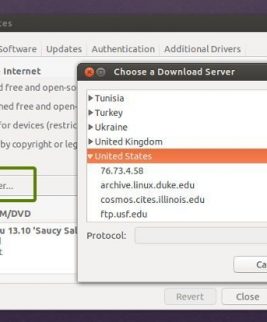 Software Updates Authentication Additional Drivers
Internet
free and open-so
ned free and open-
for devices (restric
by copyright or leg
er...
M/DVD
u 13.10 'Saucy Sal
Choose a Download Server
Tunisia
Turkey
Ukraine
United Kingdom
United States
76.73.4.58
archive.linux.duke.edu
cosmos.cites.illinois.edu
ftp.usf.edu
Protocol:
Ca
Revert Close